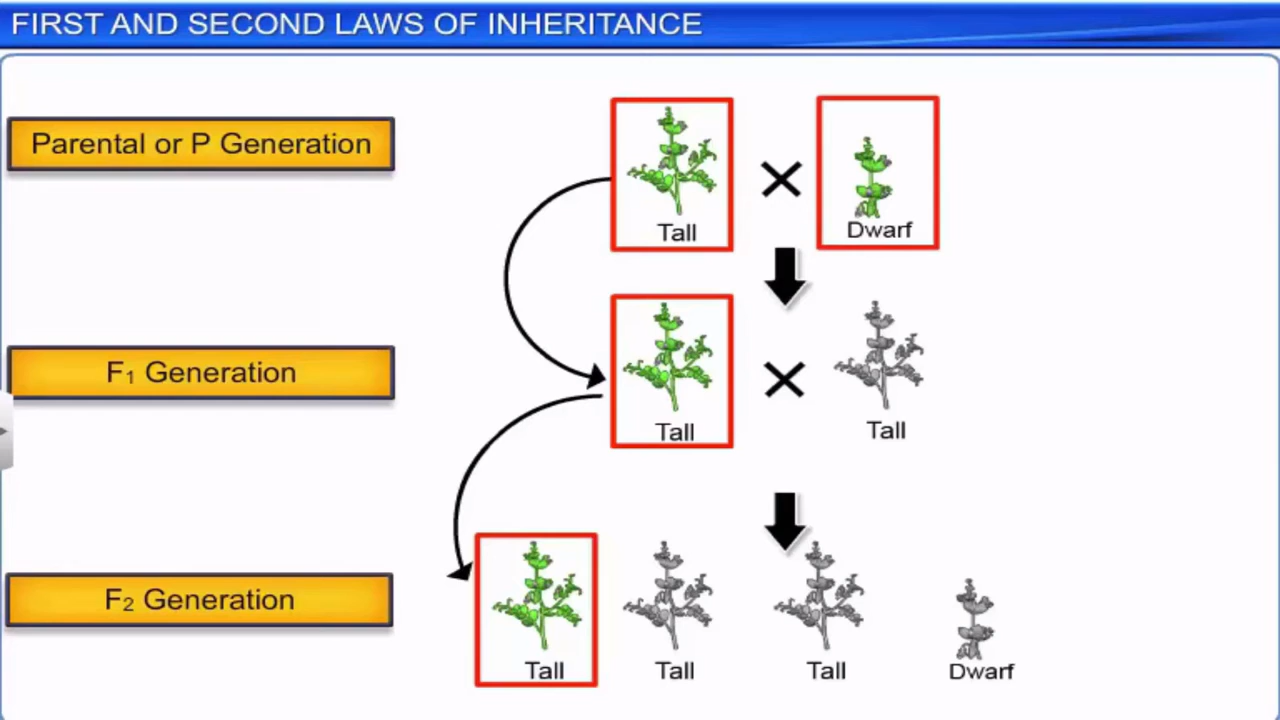 FIRST AND SECOND LAWS OF INHERITANCE
Parental or P Generation
Tall
Dwarf
F₁ Generation
Tall
Tall
F₂ Generation
Tall
Tall
Tall
Dwarf